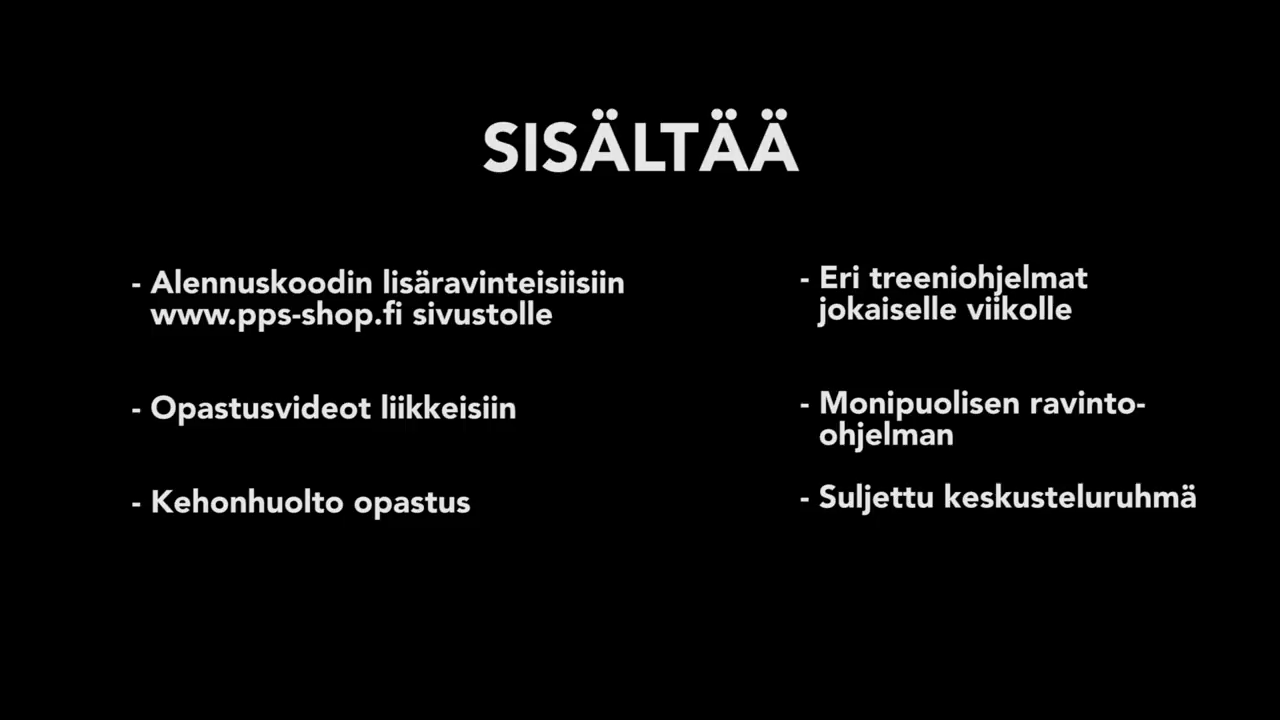 SISÄLTÄÄ
- Alennuskoodin lisäravinteisiisiin
www.pps-shop.fi sivustolle
- Opastusvideot liikkeisiin
- Kehonhuolto opastus
- Eri treeniohjelmat
jokaiselle viikolle
- Monipuolisen ravinto-
ohjelman
- Suljettu keskusteluruhmä